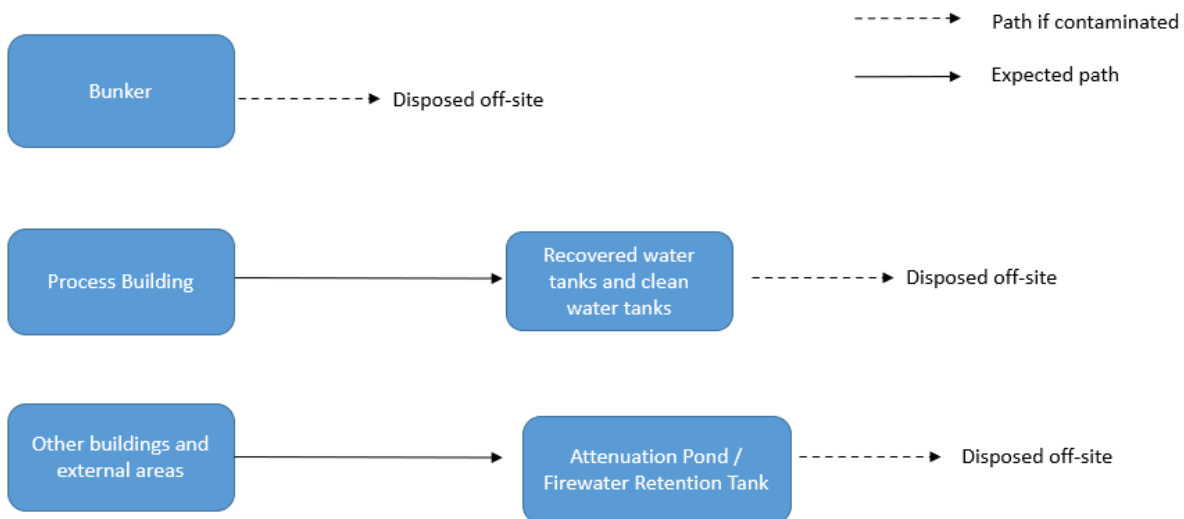 Path if contaminated
Bunker
Expected path
Disposed off-site
Process Building
Recovered water
tanks and clean
water tanks
Disposed off-site
Other buildings and
external areas
Attenuation Pond /
Firewater Retention Tank
Disposed off-site